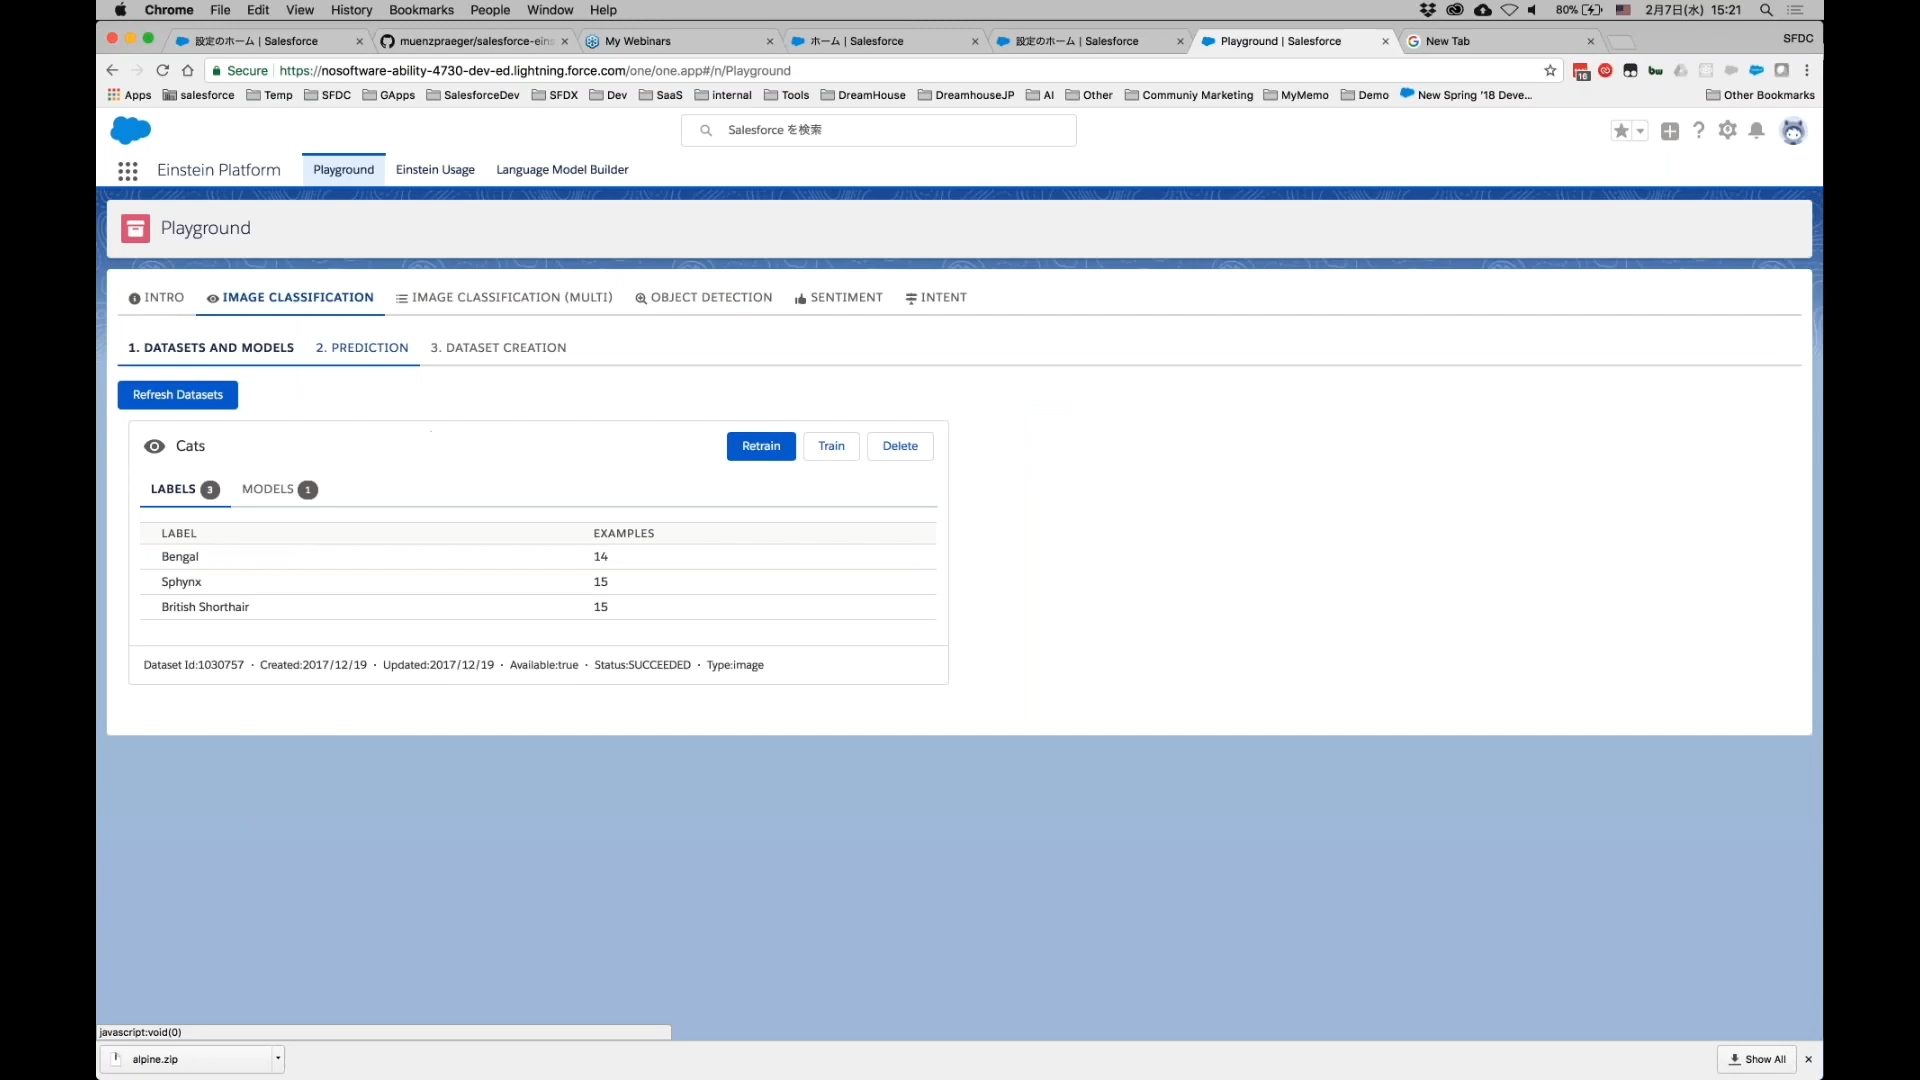 Chrome File Edit View History Bookmarks People Window Help 80% 2月7日(水) 15:21
設定のホーム | Salesforce muenzpraeger/salesforce-eins My Webinars ホーム | Salesforce 設定のホーム | Salesforce Playground | Salesforce New Tab SFDC
Secure https://nosoftware-ability-4730-dev-ed.lightning.force.com/one/one.app#/n/Playground 16 bw
Apps salesforce Temp SFDC GApps SalesforceDev SFDX Dev SaaS internal Tools DreamHouse DreamhouseJP AI Other Communiy Marketing MyMemo Demo New Spring '18 Deve... Other Bookmarks
Salesforce を検索
Einstein Platform Playground Einstein Usage Language Model Builder
Playground
INTRO IMAGE CLASSIFICATION IMAGE CLASSIFICATION (MULTI) OBJECT DETECTION SENTIMENT INTENT
1. DATASETS AND MODELS 2. PREDICTION 3. DATASET CREATION
Refresh Datasets
Cats Retrain Train Delete
LABELS 3 MODELS 1
LABEL EXAMPLES
Bengal 14
Sphynx 15
British Shorthair 15
Dataset Id:1030757 · Created:2017/12/19 · Updated:2017/12/19 · Available:true · Status:SUCCEEDED · Type:image
javascript:void(0)
alpine.zip Show All